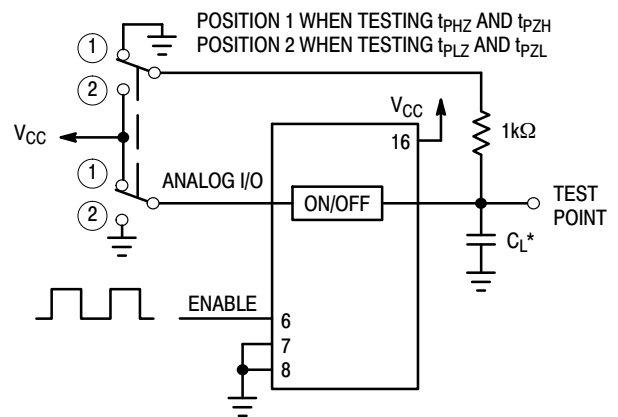 POSITION 1 WHEN TESTING tPHZ AND tPZH
POSITION 2 WHEN TESTING tPLZ AND tPZL
1
2
VCC
VCC
16
1kΩ
1
ANALOG I/O
ON/OFF
TEST
POINT
2
CL*
ENABLE
6
7
8